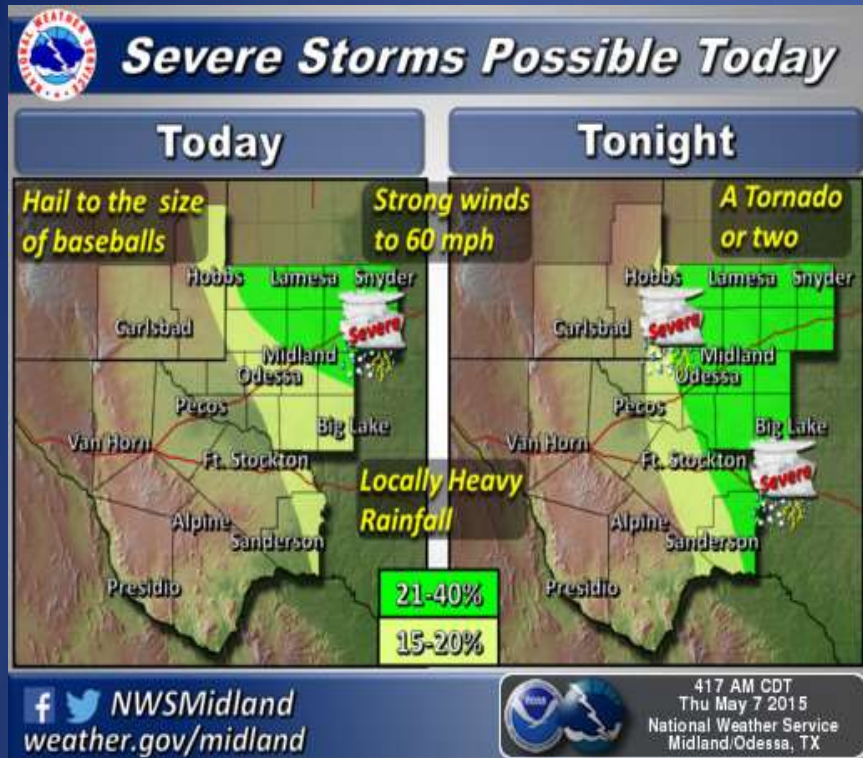 NATIONAL WEATHER SERVICE
Severe Storms Possible Today
Today
Tonight
Hail to the size
of baseballs
Strong winds
to 60 mph
A Tornado
or two
Hobbs
Lamesa
Snyder
Carlsbad
Severe
Midland
Odessa
Pecos
Big Lake
Van Horn
Ft. Stockton
Alpine
Sanderson
Presidio
Hobbs
Lamesa
Snyder
Carlsbad
Severe
Midland
Odessa
Pecos
Big Lake
Van Horn
Ft. Stockton
Severe
Alpine
Sanderson
Presidio
Locally Heavy
Rainfall
21-40%
15-20%
f NWSMidland
weather.gov/midland
noaa
417 AM CDT
Thu May 7 2015
National Weather Service
Midland/Odessa, TX